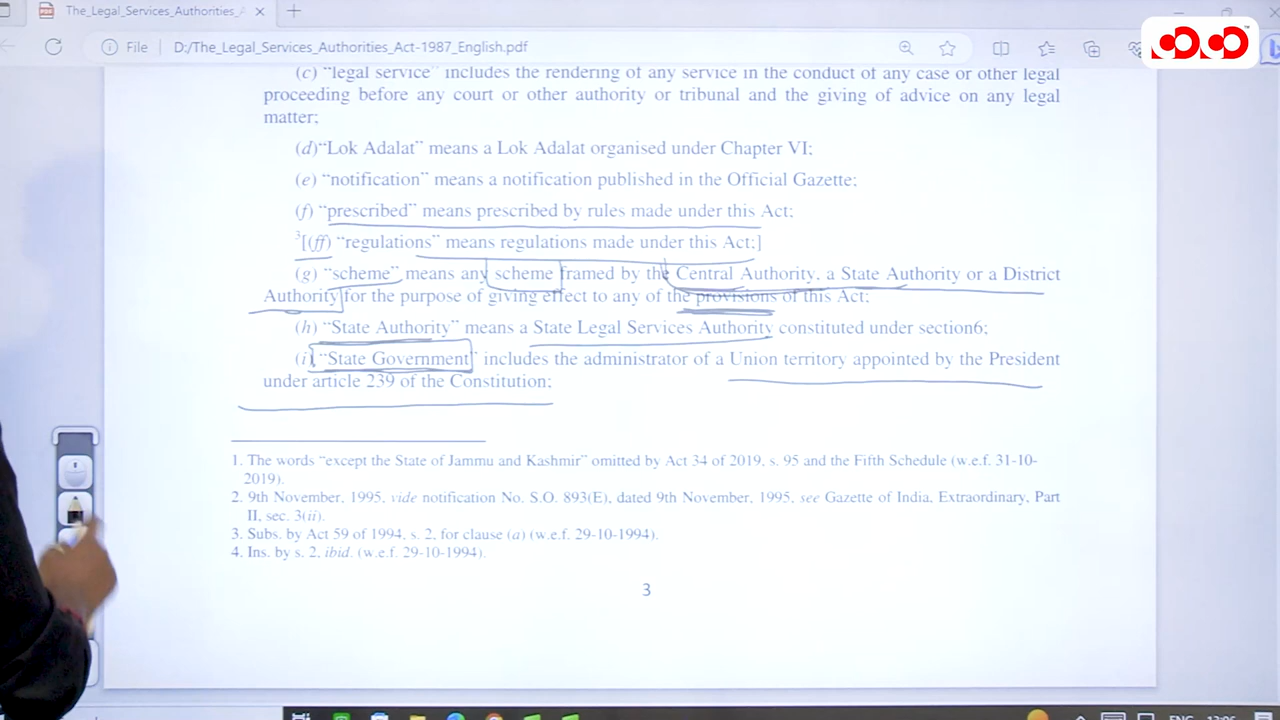 The_Legal_Services_Authorities_A
File
D:/The_Legal_Services_Authorities_Act-1987_English.pdf
(c) “legal service” includes the rendering of any service in the conduct of any case or other legal
proceeding before any court or other authority or tribunal and the giving of advice on any legal
matter;
(d)“Lok Adalat” means a Lok Adalat organised under Chapter VI;
(e) “notification” means a notification published in the Official Gazette;
(f) “prescribed” means prescribed by rules made under this Act;
3[(ff) “regulations” means regulations made under this Act;]
(g) “scheme” means any scheme framed by the Central Authority, a State Authority or a District
Authority for the purpose of giving effect to any of the provisions of this Act;
(h) “State Authority” means a State Legal Services Authority constituted under section6;
(i) “State Government” includes the administrator of a Union territory appointed by the President
under article 239 of the Constitution;
1. The words “except the State of Jammu and Kashmir” omitted by Act 34 of 2019, s. 95 and the Fifth Schedule (w.e.f. 31-10-
2019).
2. 9th November, 1995, vide notification No. S.O. 893(E), dated 9th November, 1995, see Gazette of India, Extraordinary, Part
II, sec. 3(ii).
3. Subs. by Act 59 of 1994, s. 2, for clause (a) (w.e.f. 29-10-1994).
4. Ins. by s. 2, ibid. (w.e.f. 29-10-1994).
3
ENG